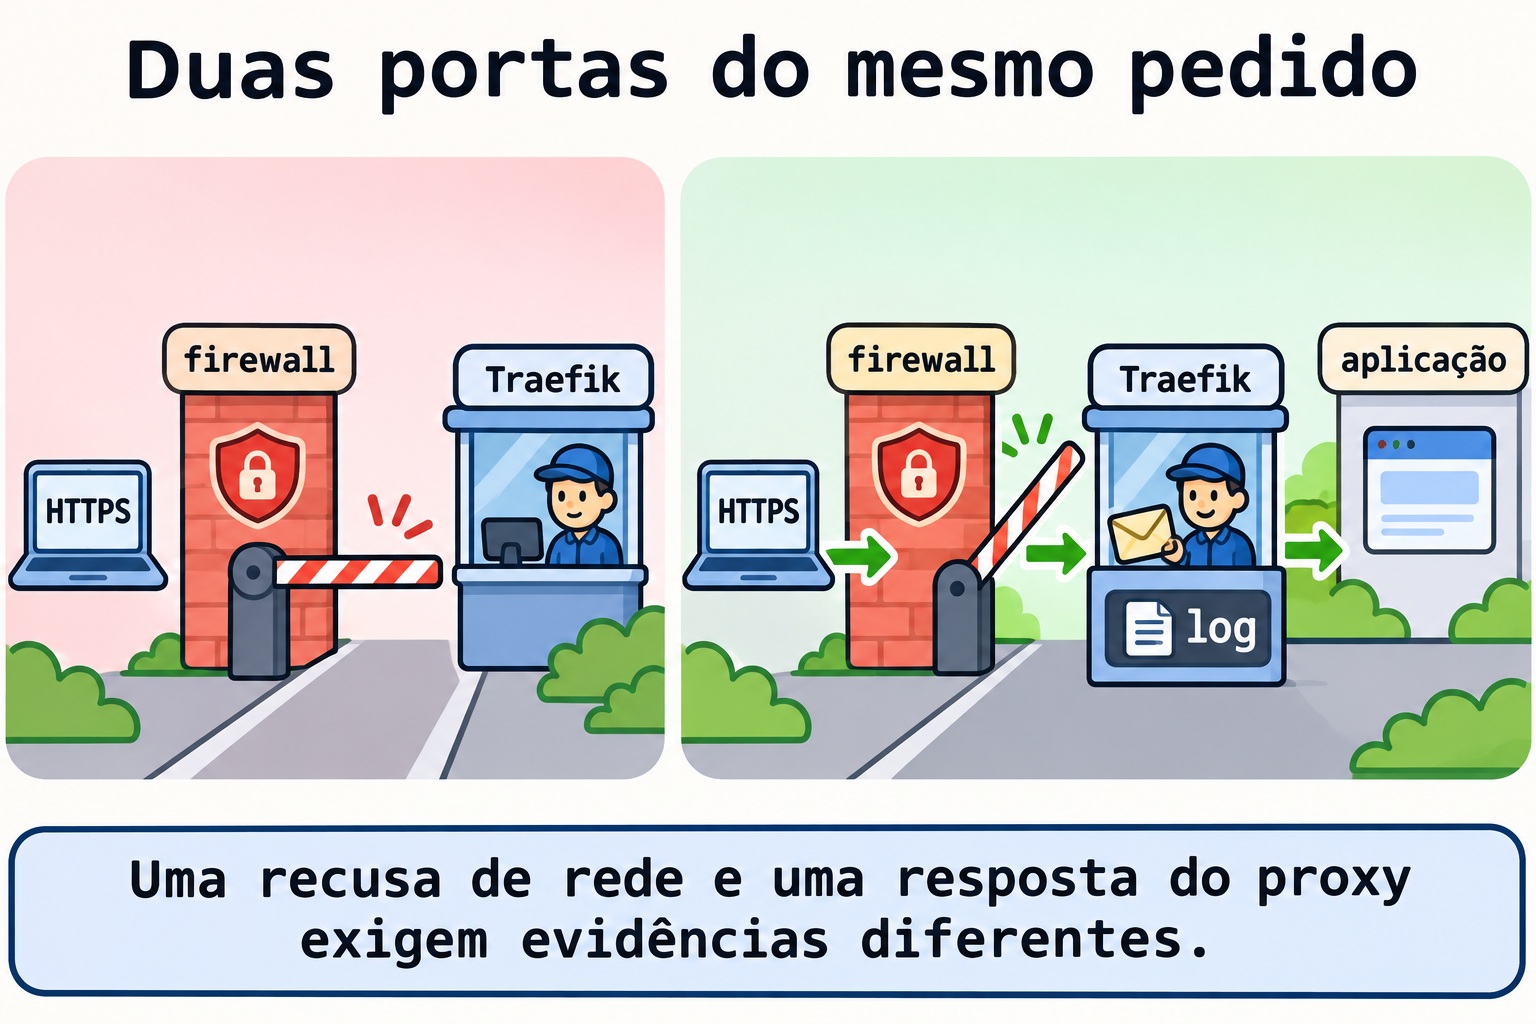 Duas portas do mesmo pedido
firewall
Traefik
HTTPS
firewall
Traefik
aplicação
HTTPS
log
Uma recusa de rede e uma resposta do proxy
exigem evidências diferentes.